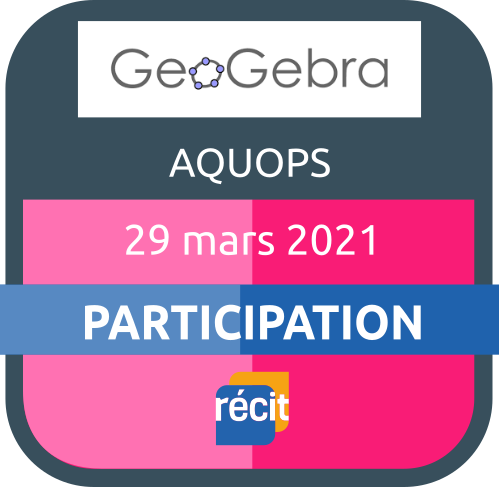 GeoGebra
AQUOPS
29 mars 2021
PARTICIPATION
récit